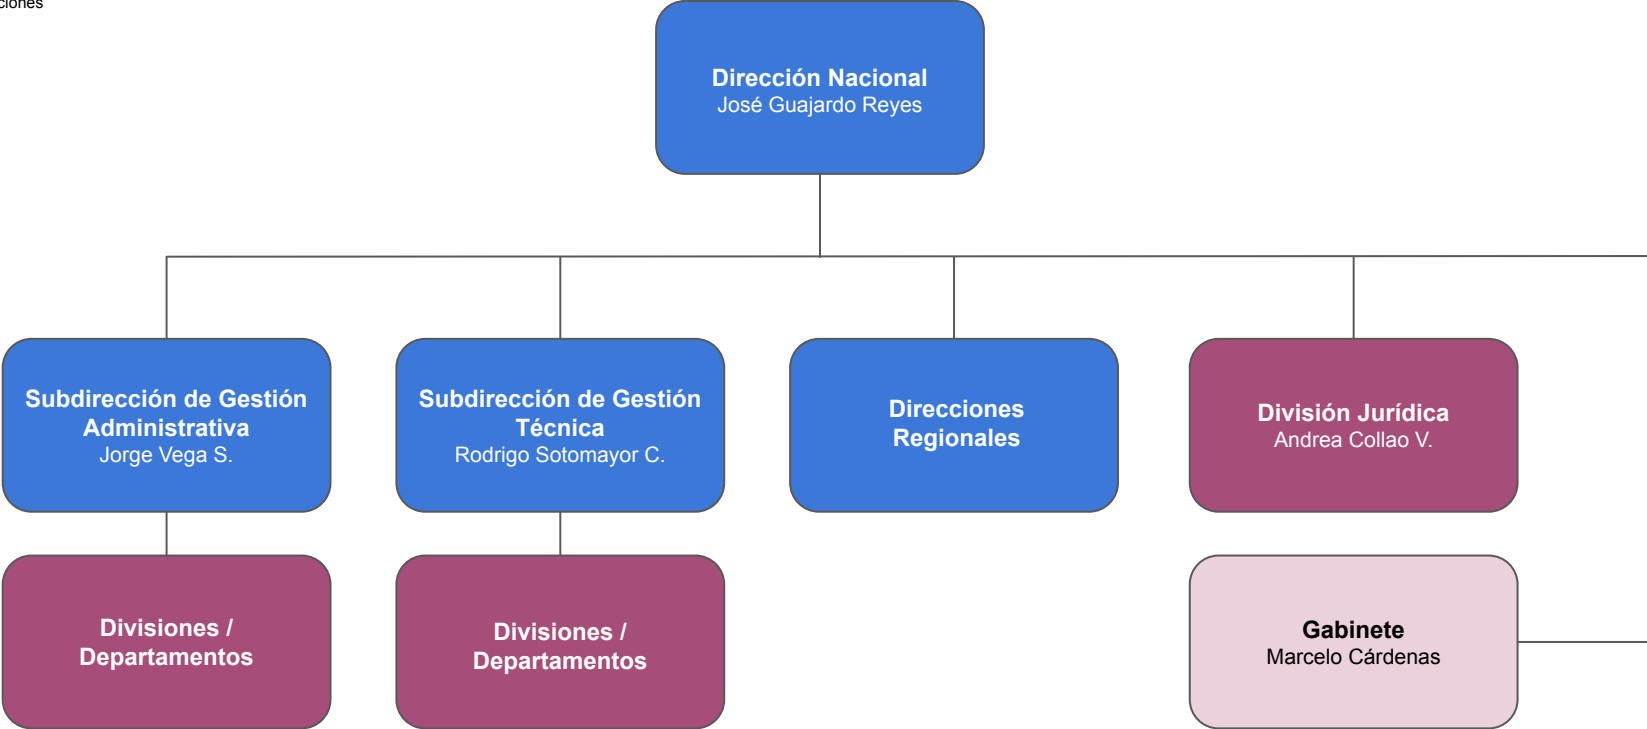 Dirección Nacional
José Guajardo Reyes
Subdirección de Gestión
Administrativa
Jorge Vega S.
Subdirección de Gestión
Técnica
Rodrigo Sotomayor C.
Direcciones
Regionales
División Jurídica
Andrea Collao V.
Divisiones /
Departamentos
Divisiones /
Departamentos
Gabinete
Marcelo Cárdenas